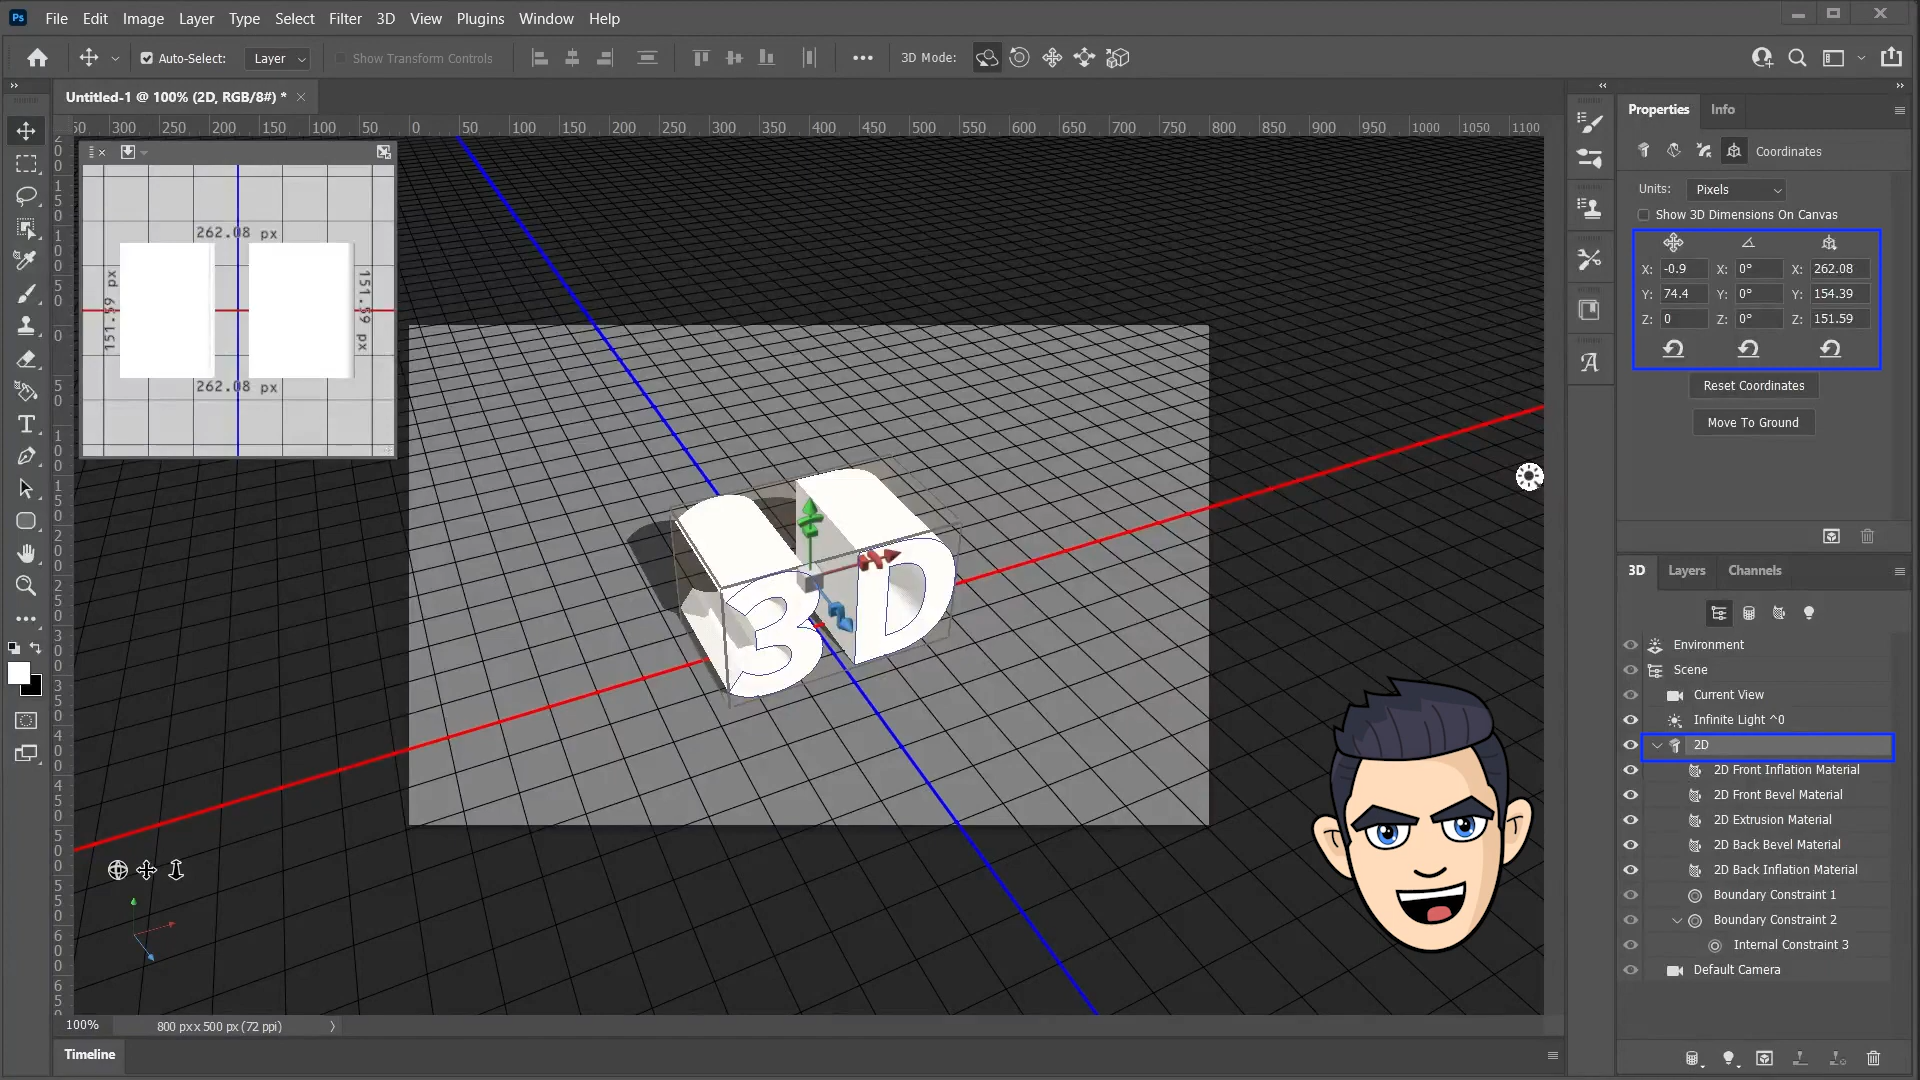 Ps File Edit Image Layer Type Select Filter 3D View Plugins Window Help
Auto-Select: Layer Show Transform Controls 3D Mode:
Untitled-1 @ 100% (2D, RGB/8#) *
300 250 200 150 100 50 0 50 100 150 200 250 300 350 400 450 500 550 600 650 700 750 800 850 900 950 1000 1050 1100
262.08 px
151.59 px
151.59 px
262.08 px
3D
Properties Info
Coordinates
Units: Pixels
Show 3D Dimensions On Canvas
X: -0.9 X: 0° X: 262.08
Y: 74.4 Y: 0° Y: 154.39
Z: 0 Z: 0° Z: 151.59
Reset Coordinates
Move To Ground
3D Layers Channels
Environment
Scene
Current View
Infinite Light ^0
2D
2D Front Inflation Material
2D Front Bevel Material
2D Extrusion Material
2D Back Bevel Material
2D Back Inflation Material
Boundary Constraint 1
Boundary Constraint 2
Internal Constraint 3
Default Camera
100% 800 px x 500 px (72 ppi)
Timeline